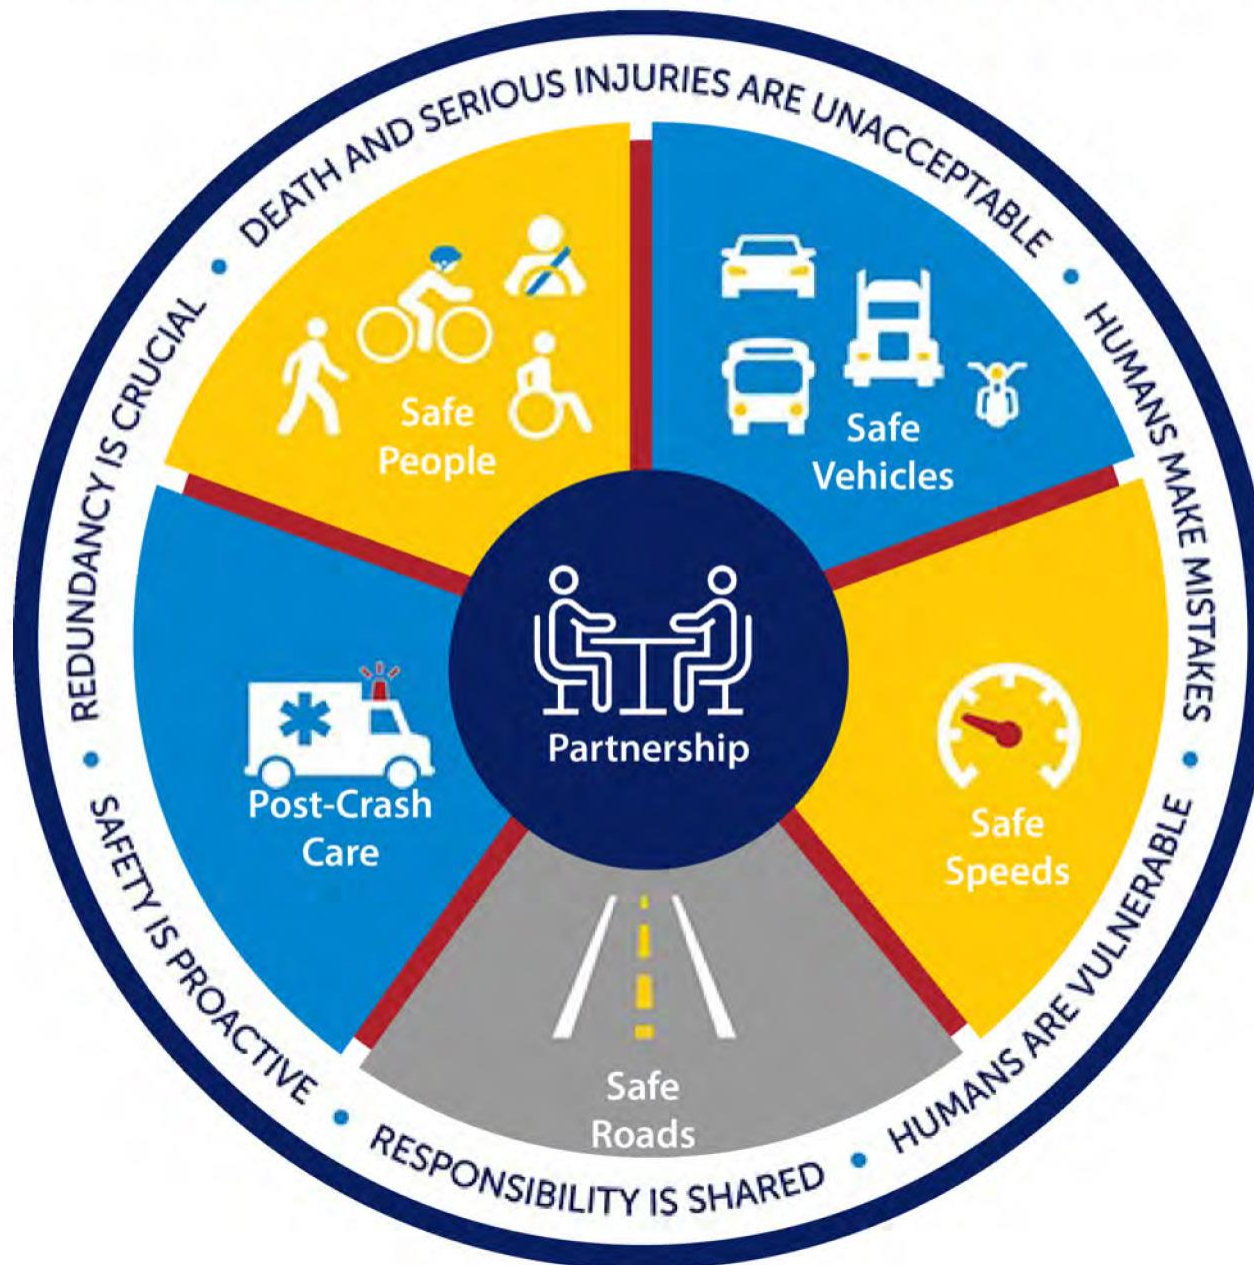 DEATH AND SERIOUS INJURIES ARE UNACCEPTABLE
HUMANS MAKE MISTAKES
HUMANS ARE VULNERABLE
RESPONSIBILITY IS SHARED
SAFETY IS PROACTIVE
REDUNDANCY IS CRUCIAL
Safe
People
Safe
Vehicles
Safe
Speeds
Safe
Roads
Post-Crash
Care
Partnership